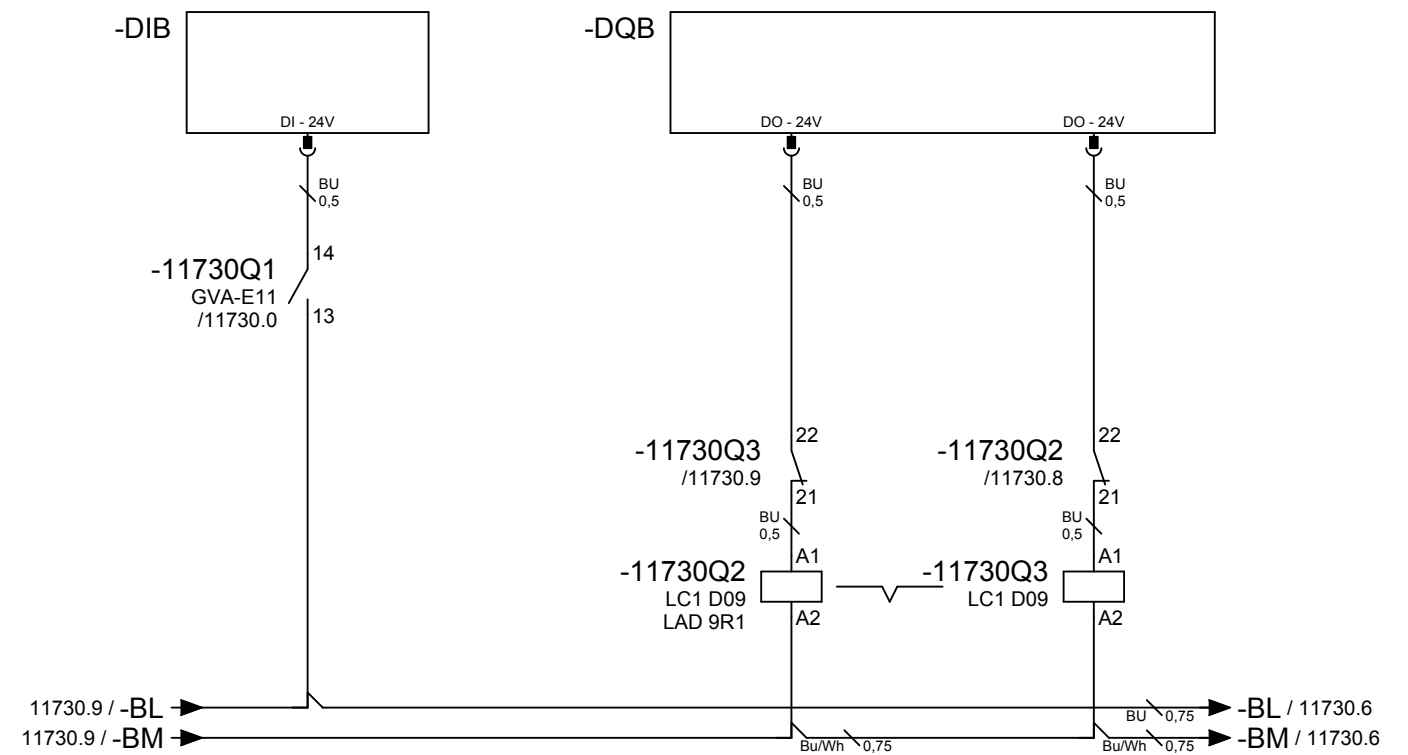 -DIB
-DQB
DI - 24V
DO - 24V
DO - 24V
BU
0,5
BU
0,5
BU
0,5
14
-11730Q1
GVA-E11
/11730.0
13
22
-11730Q3
/11730.9
21
22
-11730Q2
/11730.8
21
BU
0,5
BU
0,5
A1
-11730Q2
LC1 D09
LAD 9R1
A2
A1
-11730Q3
LC1 D09
A2
11730.9 / -BL
BU 0,75
-BL / 11730.6
11730.9 / -BM
Bu/Wh 0,75
Bu/Wh 0,75
-BM / 11730.6